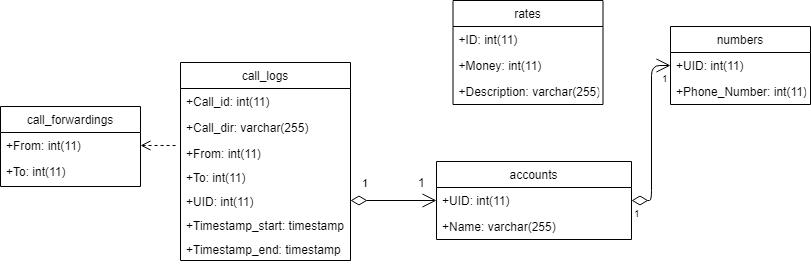 rates
+ID: int(11)
+Money: int(11)
+Description: varchar(255)
numbers
+UID: int(11)
+Phone_Number: int(11)
1
call_logs
+Call_id: int(11)
+Call_dir: varchar(255)
+From: int(11)
+To: int(11)
+UID: int(11)
+Timestamp_start: timestamp
+Timestamp_end: timestamp
call_forwardings
+From: int(11)
+To: int(11)
1
1
accounts
+UID: int(11)
+Name: varchar(255)
1